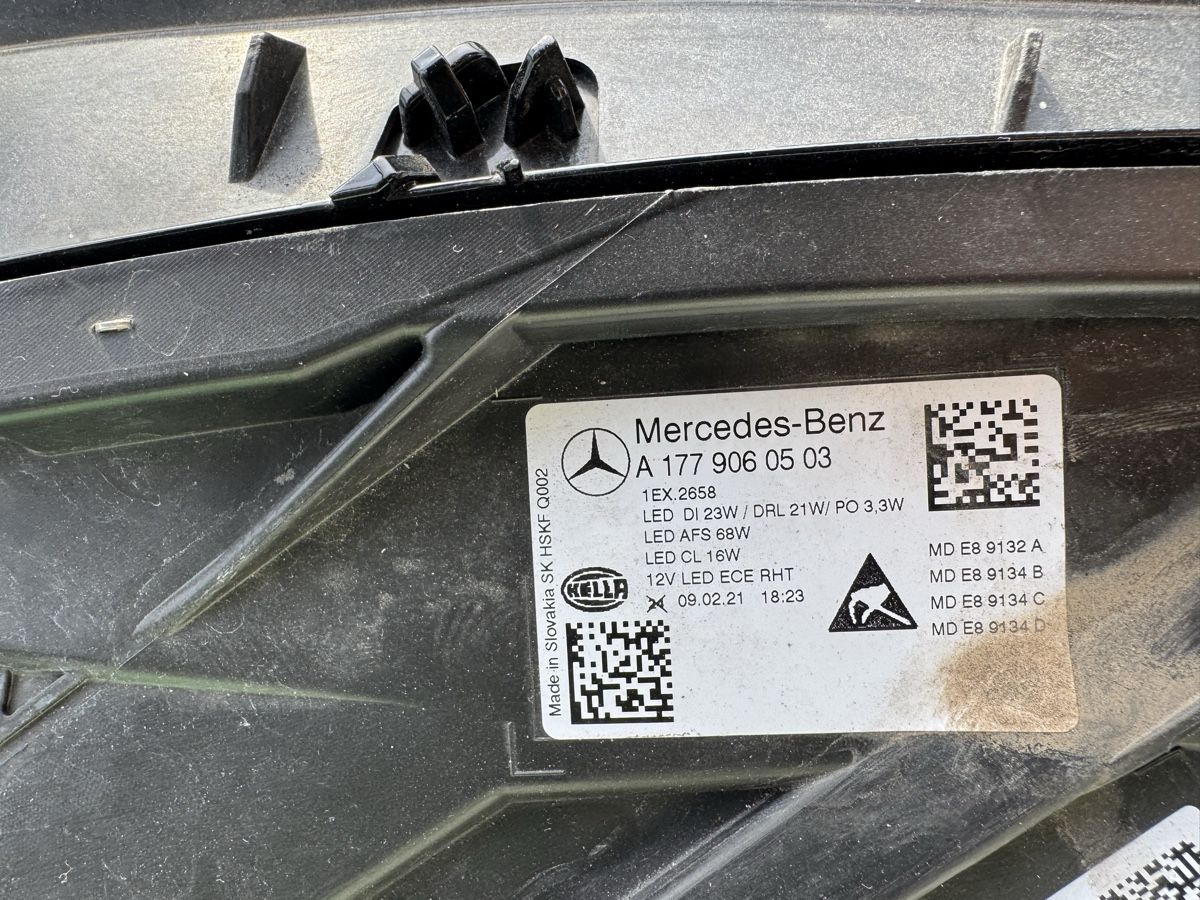 Mercedes-Benz
A 177 906 05 03
1EX.2658
LED DI 23W / DRL 21W/ PO 3,3W
LED AFS 68W
LED CL 16W
12V LED ECE RHT
24 09.02.21 18:23
HELLA
Made in Slovakia SK HSKF Q002
MD E8 9132 A
MD E8 9134 B
MD E8 9134 C
MD E8 9134 D